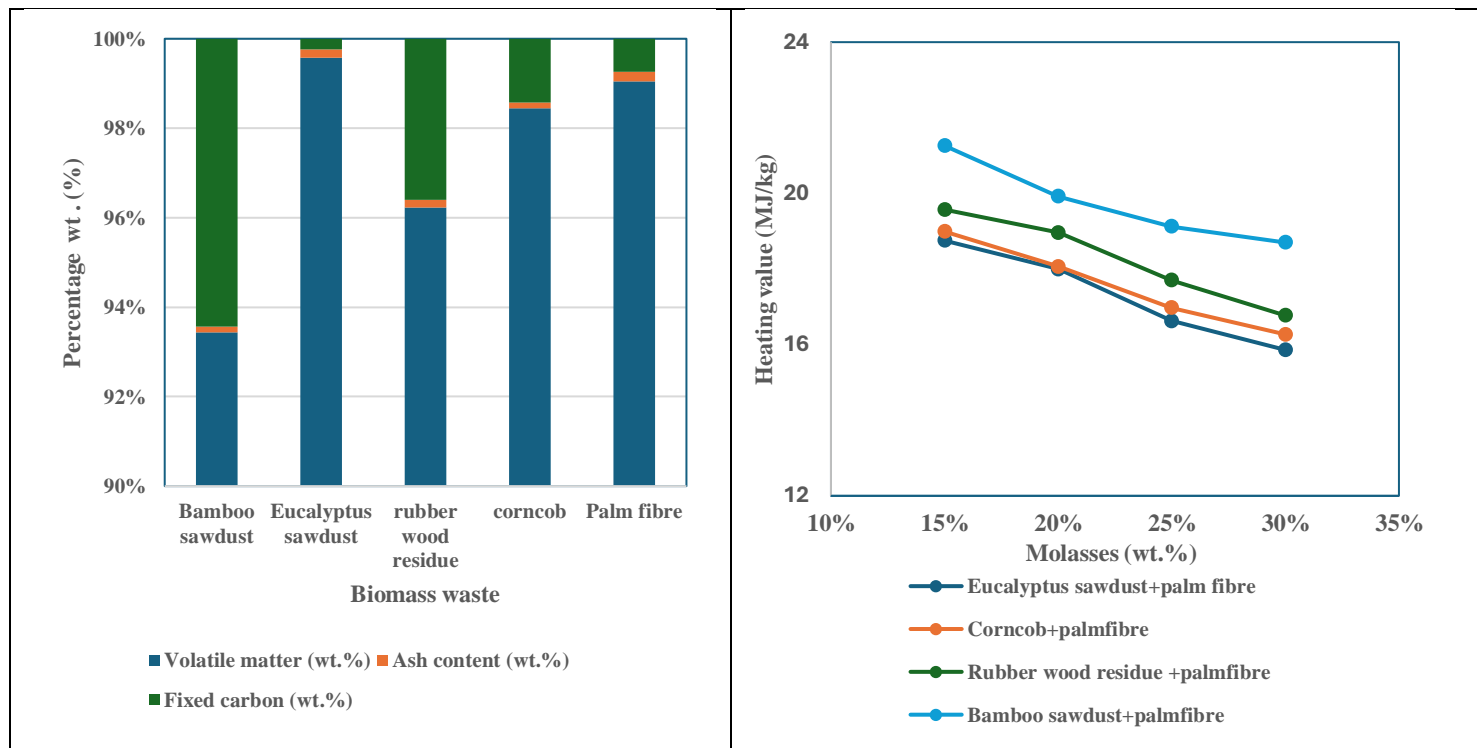 100%
98%
96%
94%
92%
90%
Percentage wt . (%)
Bamboo sawdust
Eucalyptus sawdust
rubber wood residue
corncob
Palm fibre
Biomass waste
Volatile matter (wt.%)
Ash content (wt.%)
Fixed carbon (wt.%)
24
20
16
12
Heating value (MJ/kg)
10%
15%
20%
25%
30%
35%
Molasses (wt.%)
Eucalyptus sawdust+palm fibre
Corncob+palmfibre
Rubber wood residue +palmfibre
Bamboo sawdust+palmfibre